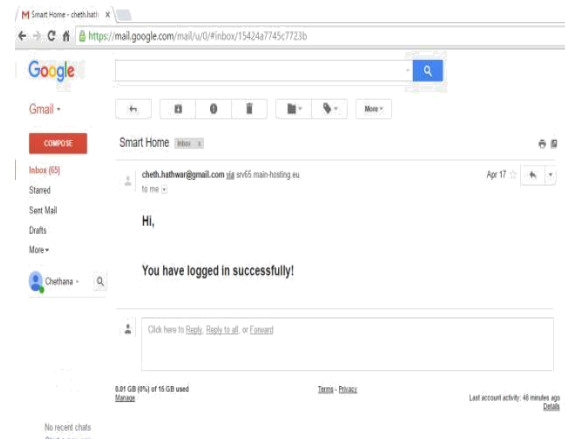 Smart Home - cheth.hath x
https://mail.google.com/mail/u/0/#inbox/15424a7745c7723b
Google
Gmail
More
COMPOSE
Smart Home Inbox x
Inbox (65)
Starred
Sent Mail
Drafts
More
cheth.hathwar@gmail.com via srv65 main-hosting.eu
to me
Apr 17
Hi,
You have logged in successfully!
Chethana
Click here to Reply, Reply to all, or Forward
0.01 GB (0%) of 15 GB used
Manage
Terms - Privacy
Last account activity: 46 minutes ago
Details
No recent chats